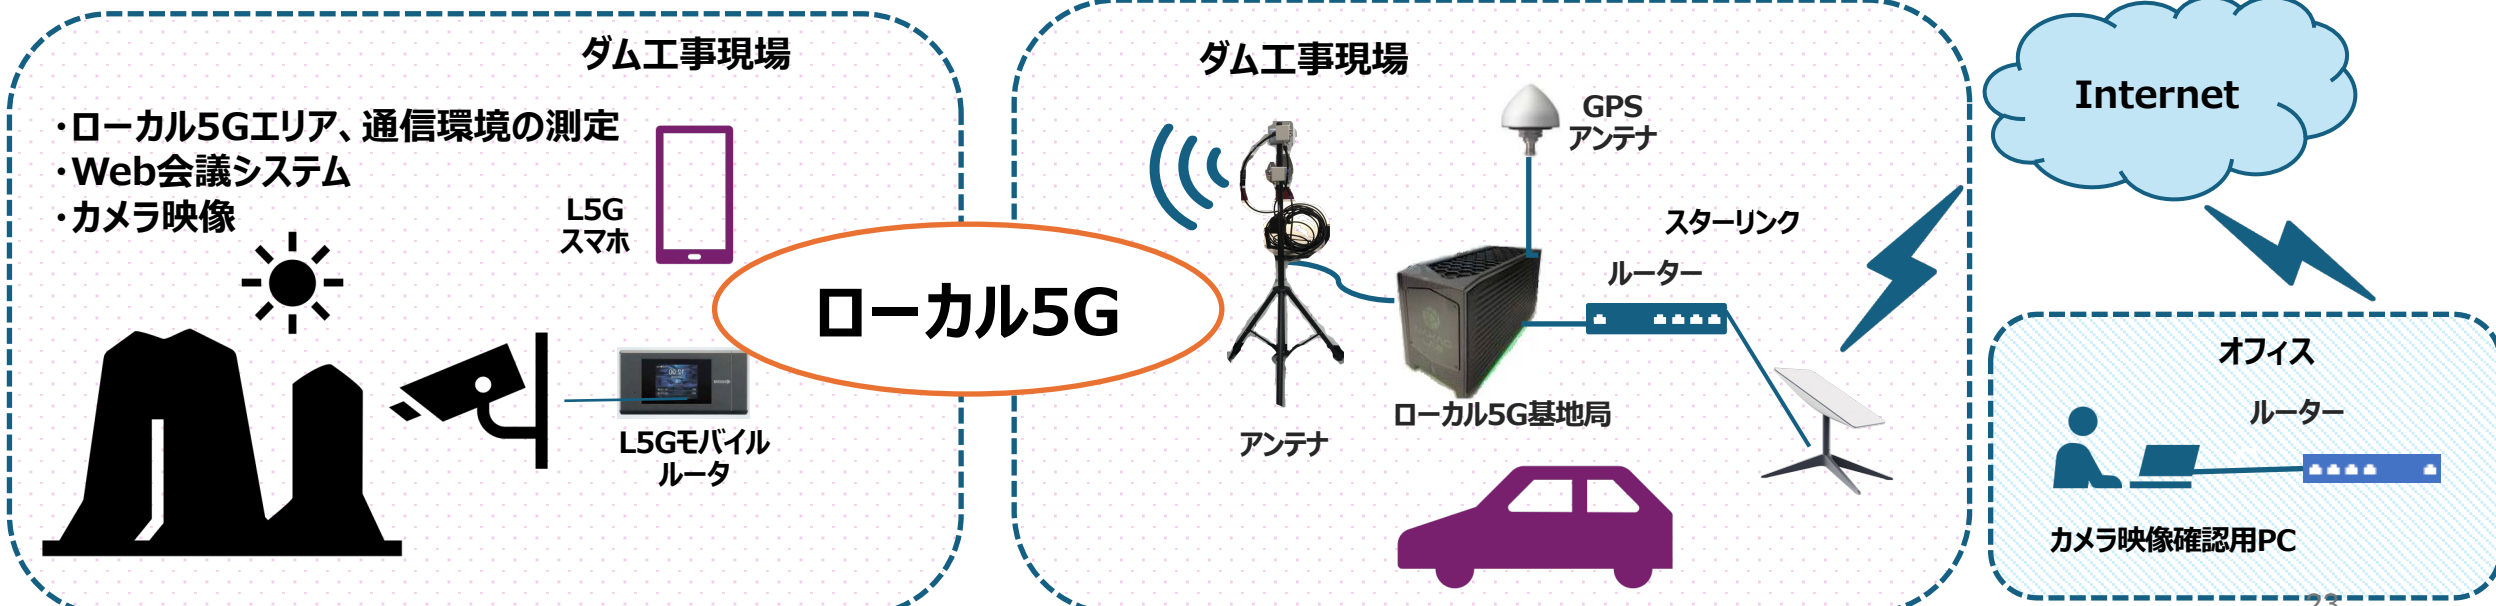 ダム工事現場
・ローカル5Gエリア、通信環境の測定
・Web会議システム
・カメラ映像
L5G
スマホ
L5Gモバイル
ルータ
ローカル5G
ダム工事現場
GPS
アンテナ
スターリンク
ルーター
ローカル5G基地局
アンテナ
Internet
オフィス
ルーター
カメラ映像確認用PC
23